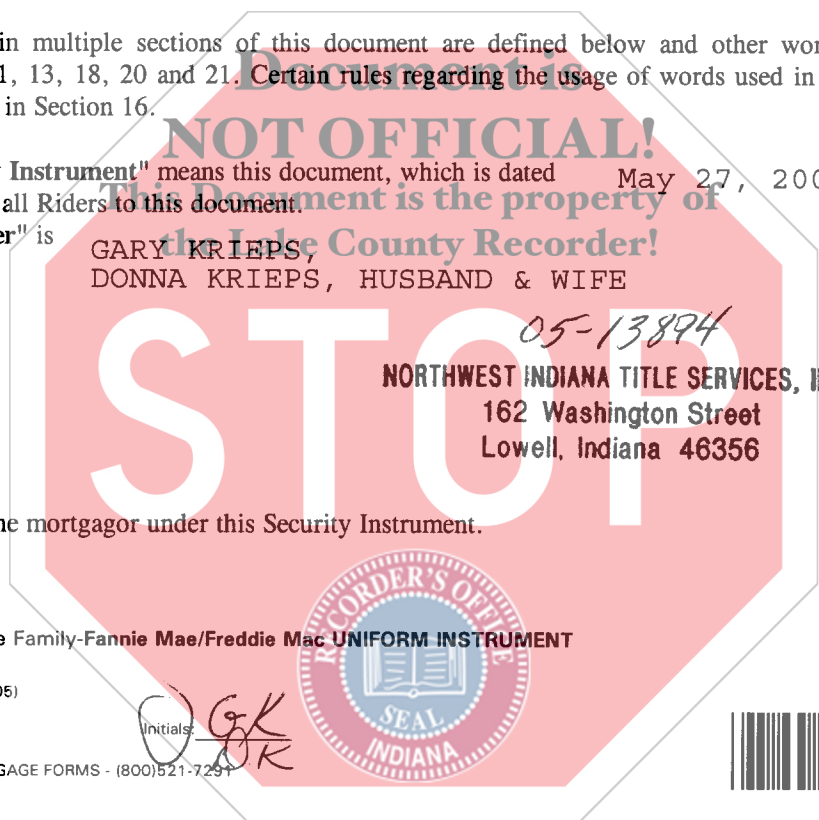 in multiple sections of this document are defined below and other wor
1, 13, 18, 20 and 21. Certain rules regarding the usage of words used in
in Section 16.
Document is
NOT OFFICIAL!
This Document is the property of
the Lake County Recorder!
Instrument" means this document, which is dated May 27, 200
all Riders to this document.
er" is
GARY KRIEPS,
DONNA KRIEPS, HUSBAND & WIFE
05-13894
NORTHWEST INDIANA TITLE SERVICES, I
162 Washington Street
Lowell, Indiana 46356
STOP
he mortgagor under this Security Instrument.
RECORDER'S OFFICE
SEAL
INDIANA
e Family-Fannie Mae/Freddie Mac UNIFORM INSTRUMENT
05)
Initials: GK
DK
GAGE FORMS - (800)521-7291